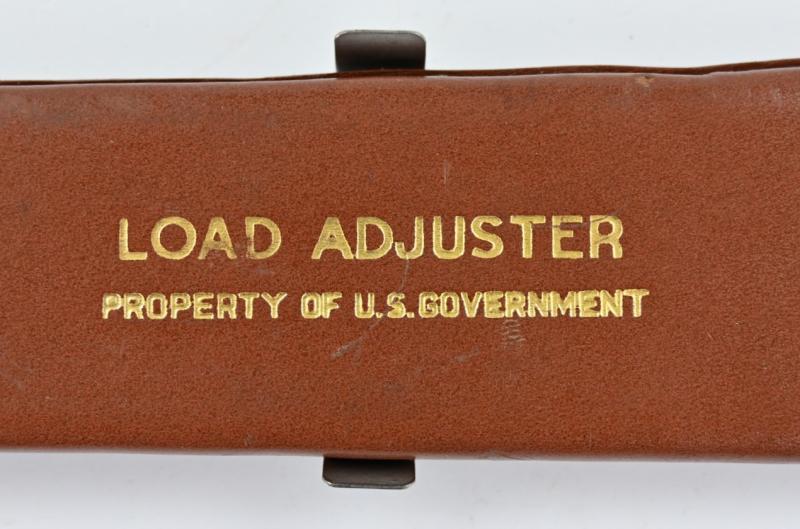 LOAD ADJUSTER
PROPERTY OF U.S.GOVERNMENT